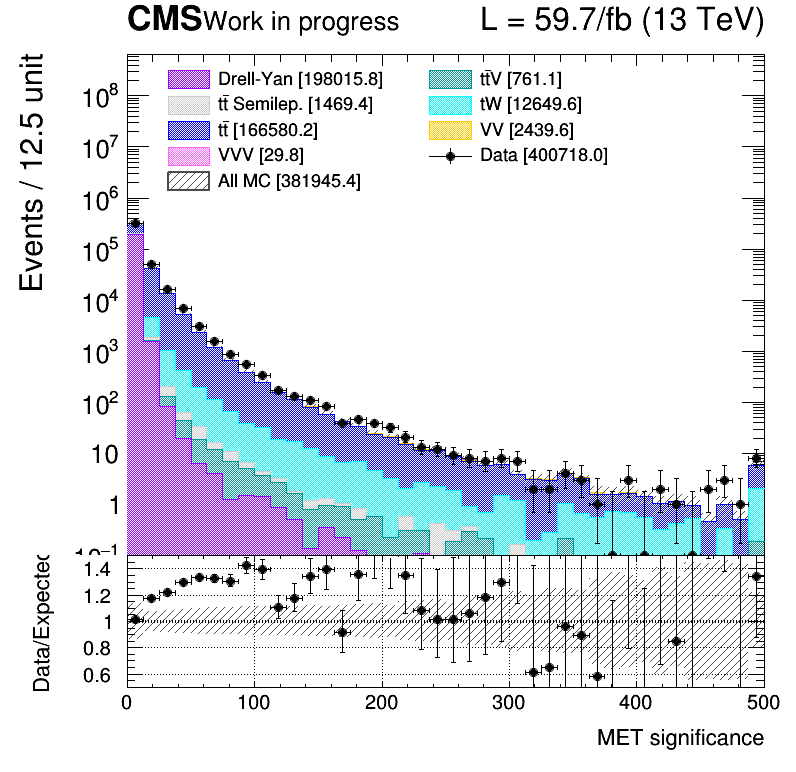 CMS Work in progress L = 59.7/fb (13 TeV)
Events / 12.5 unit
Drell-Yan [198015.8] tt̄V [761.1]
tt̄ Semilep. [1469.4] tW [12649.6]
tt̄ [166580.2] VV [2439.6]
VVV [29.8] Data [400718.0]
All MC [381945.4]
10⁸
10⁷
10⁶
10⁵
10⁴
10³
10²
10
1
10⁻¹
Data/Expected
1.4
1.2
1
0.8
0.6
0 100 200 300 400 500
MET significance